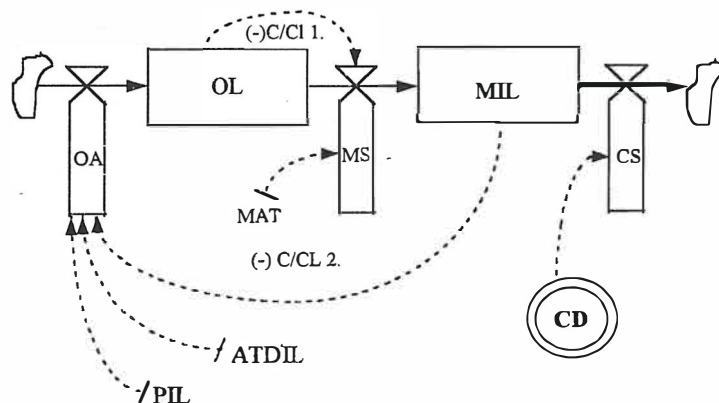 (-)C/Cl 1.
OL
MIL
OA
MS
CS
MAT
(-) C/CL 2.
CD
ATDIL
PIL